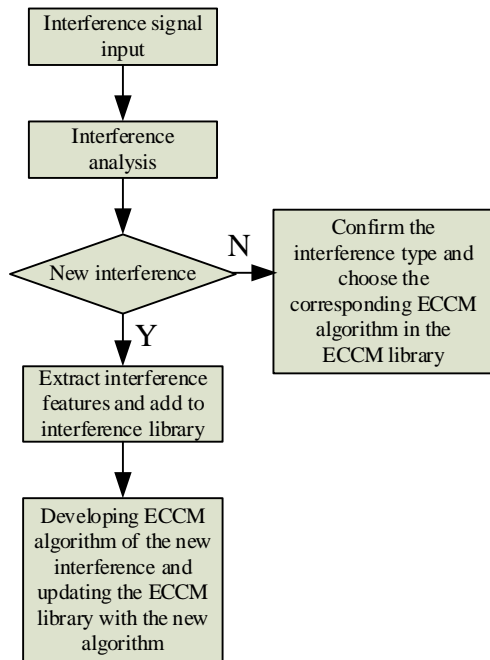 Interference signal
input
Interference
analysis
New interference
N
Confirm the
interference type and
choose the
corresponding ECCM
algorithm in the
ECCM library
Y
Extract interference
features and add to
interference library
Developing ECCM
algorithm of the new
interference and
updating the ECCM
library with the new
algorithm